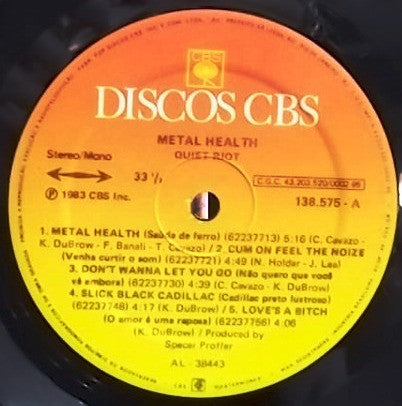 CBS
DISCOS CBS
METAL HEALTH
QUIET RIOT
Stereo/Mono
33 ⅓
C.G.C. 43.203.520/0002-96
℗ 1983 CBS Inc.
138.575 - A
1. METAL HEALTH (Saúde de ferro) (62237713) 5:16 (C. Cavazo -
K. DuBrow - F. Banali - T. Cavazo) / 2. CUM ON FEEL THE NOIZE
(Venha curtir o som) (62237721) 4:49 (N. Holder - J. Lea)
3. DON'T WANNA LET YOU GO (Não quero que você
vá embora) (62237730) 4:39 (C. Cavazo - K. DuBrow)
4. SLICK BLACK CADILLAC (Cadillac preto lustroso)
(62237748) 4:17 (K. DuBrow) / 5. LOVE'S A BITCH
(O amor é uma raposa) (62237756) 4:06
(K. DuBrow) / Produced by
Specer Proffer
AL - 38443
CBS